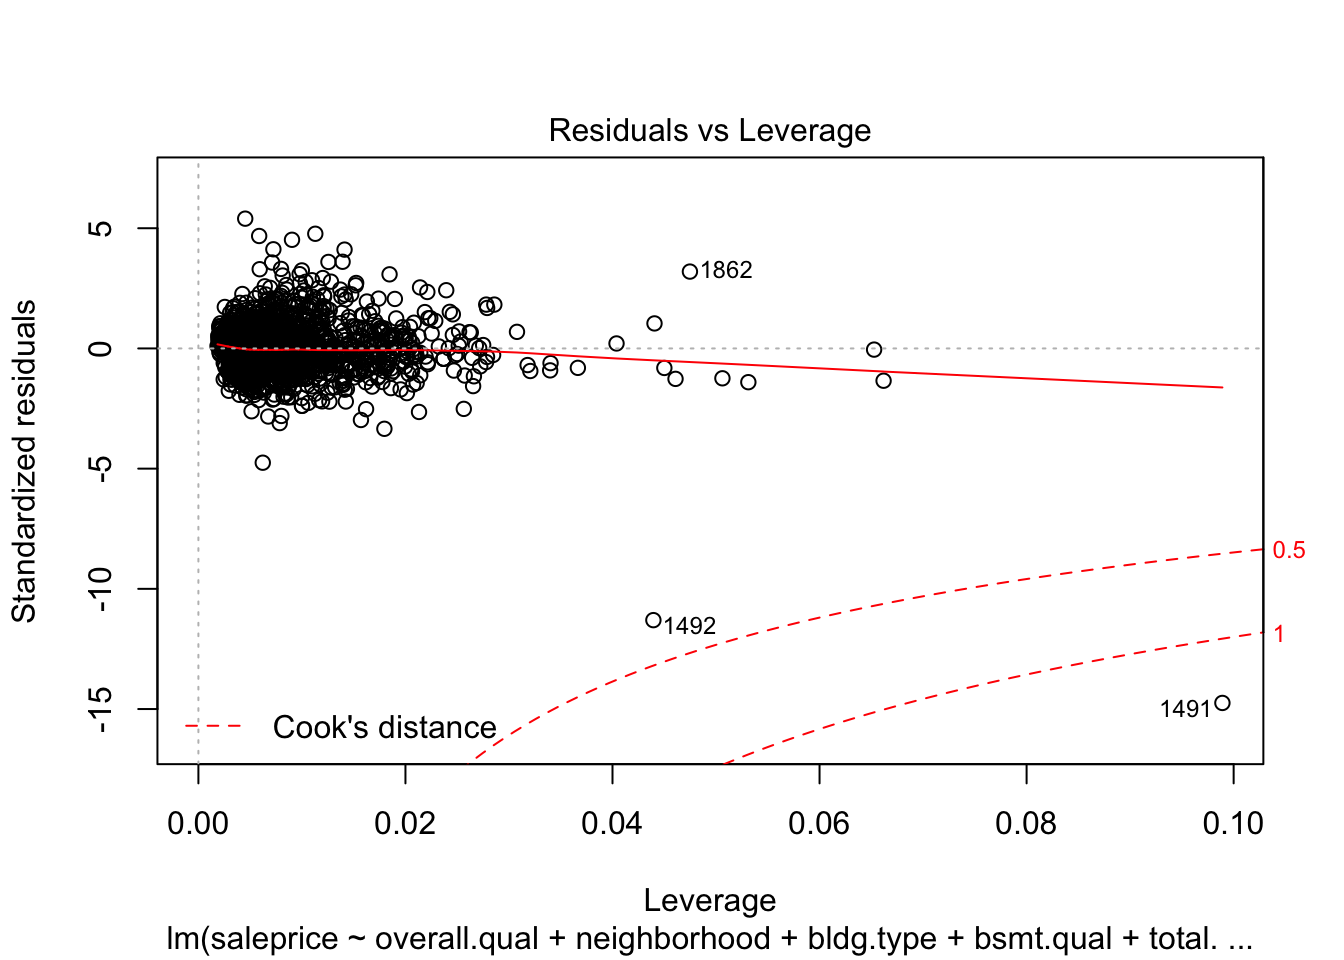 Residuals vs Leverage
Standardized residuals
5
0
-5
-10
-15
1862
1492
1491
0.5
1
Cook's distance
0.00 0.02 0.04 0.06 0.08 0.10
Leverage
lm(saleprice ~ overall.qual + neighborhood + bldg.type + bsmt.qual + total. ...